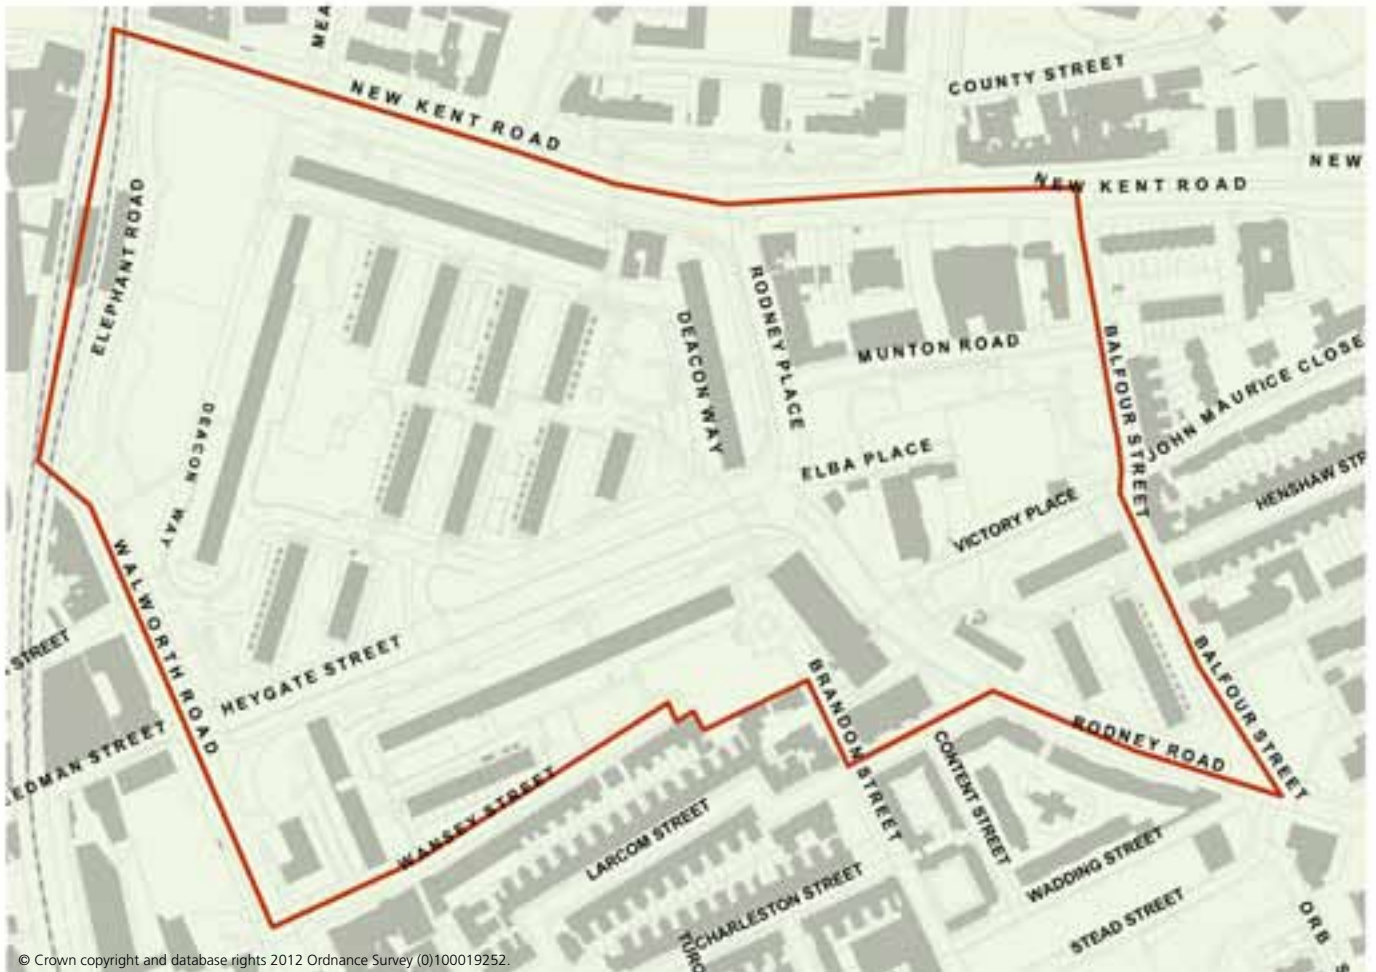 MEA
COUNTY STREET
NEW KENT ROAD
NEW
NEW KENT ROAD
ELEPHANT ROAD
RODNEY PLACE
DEACON WAY
MUNTON ROAD
BALFOUR STREET
JOHN MAURICE CLOSE
DEACON WAY
ELBA PLACE
HENSHAW STR
VICTORY PLACE
WALWORTH ROAD
STREET
HEYGATE STREET
BRANDON STREET
BALFOUR STREET
EDMAN STREET
RODNEY ROAD
CONTENT STREET
WANSEY STREET
LARCOM STREET
WADDING STREET
CHARLESTON STREET
STEAD STREET
ORB
S
TURQ
© Crown copyright and database rights 2012 Ordnance Survey (0)100019252.